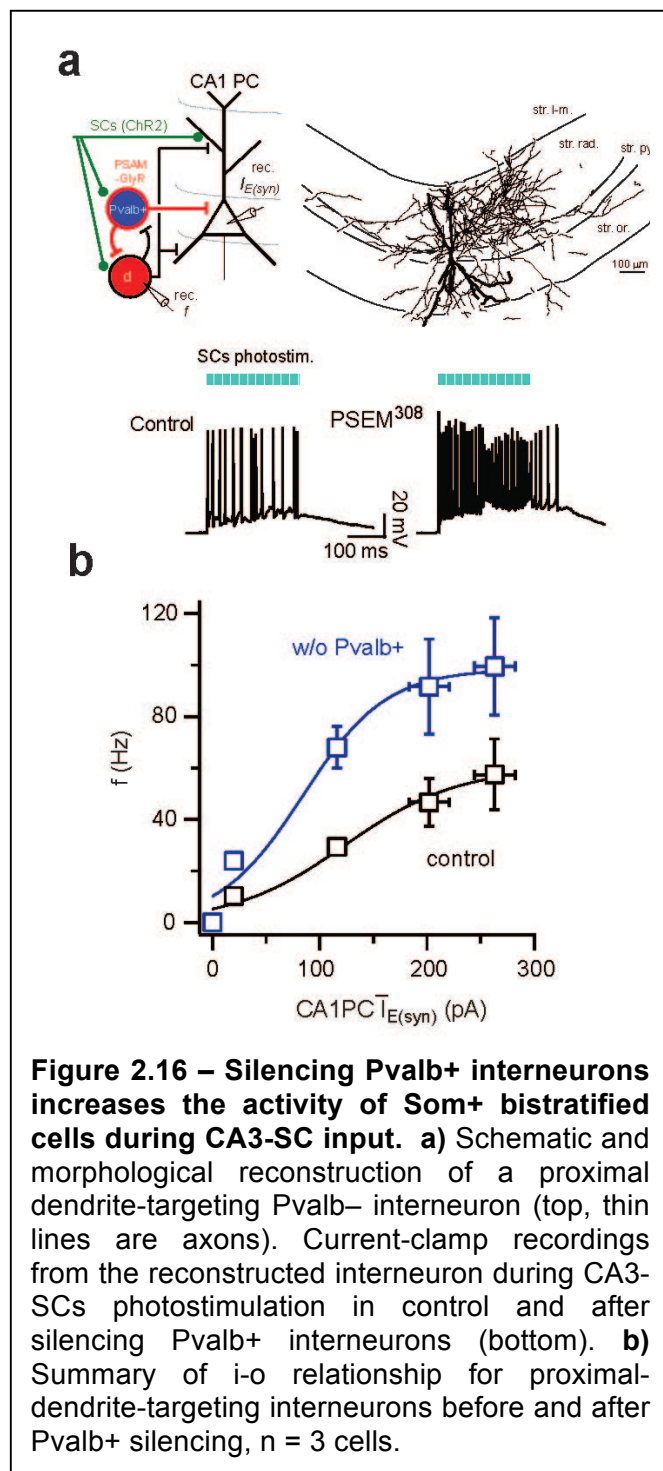 a
CA1 PC
SCs (ChR2)
PSAM
-GlyR
rec.
I_E(syn)
Pvalb+
d
rec.
f
str. l-m.
str. rad.
str. py
str. or.
100 µm
SCs photostim.
Control
PSEM³⁰⁸
20 mV
100 ms
b
120
80
40
0
f (Hz)
w/o Pvalb+
control
0
100
200
300
CA1PC I̅_E(syn) (pA)
Figure 2.16 – Silencing Pvalb+ interneurons
increases the activity of Som+ bistratified
cells during CA3-SC input. a) Schematic and
morphological reconstruction of a proximal
dendrite-targeting Pvalb– interneuron (top, thin
lines are axons). Current-clamp recordings
from the reconstructed interneuron during CA3-
SCs photostimulation in control and after
silencing Pvalb+ interneurons (bottom). b)
Summary of i-o relationship for proximal-
dendrite-targeting interneurons before and after
Pvalb+ silencing, n = 3 cells.